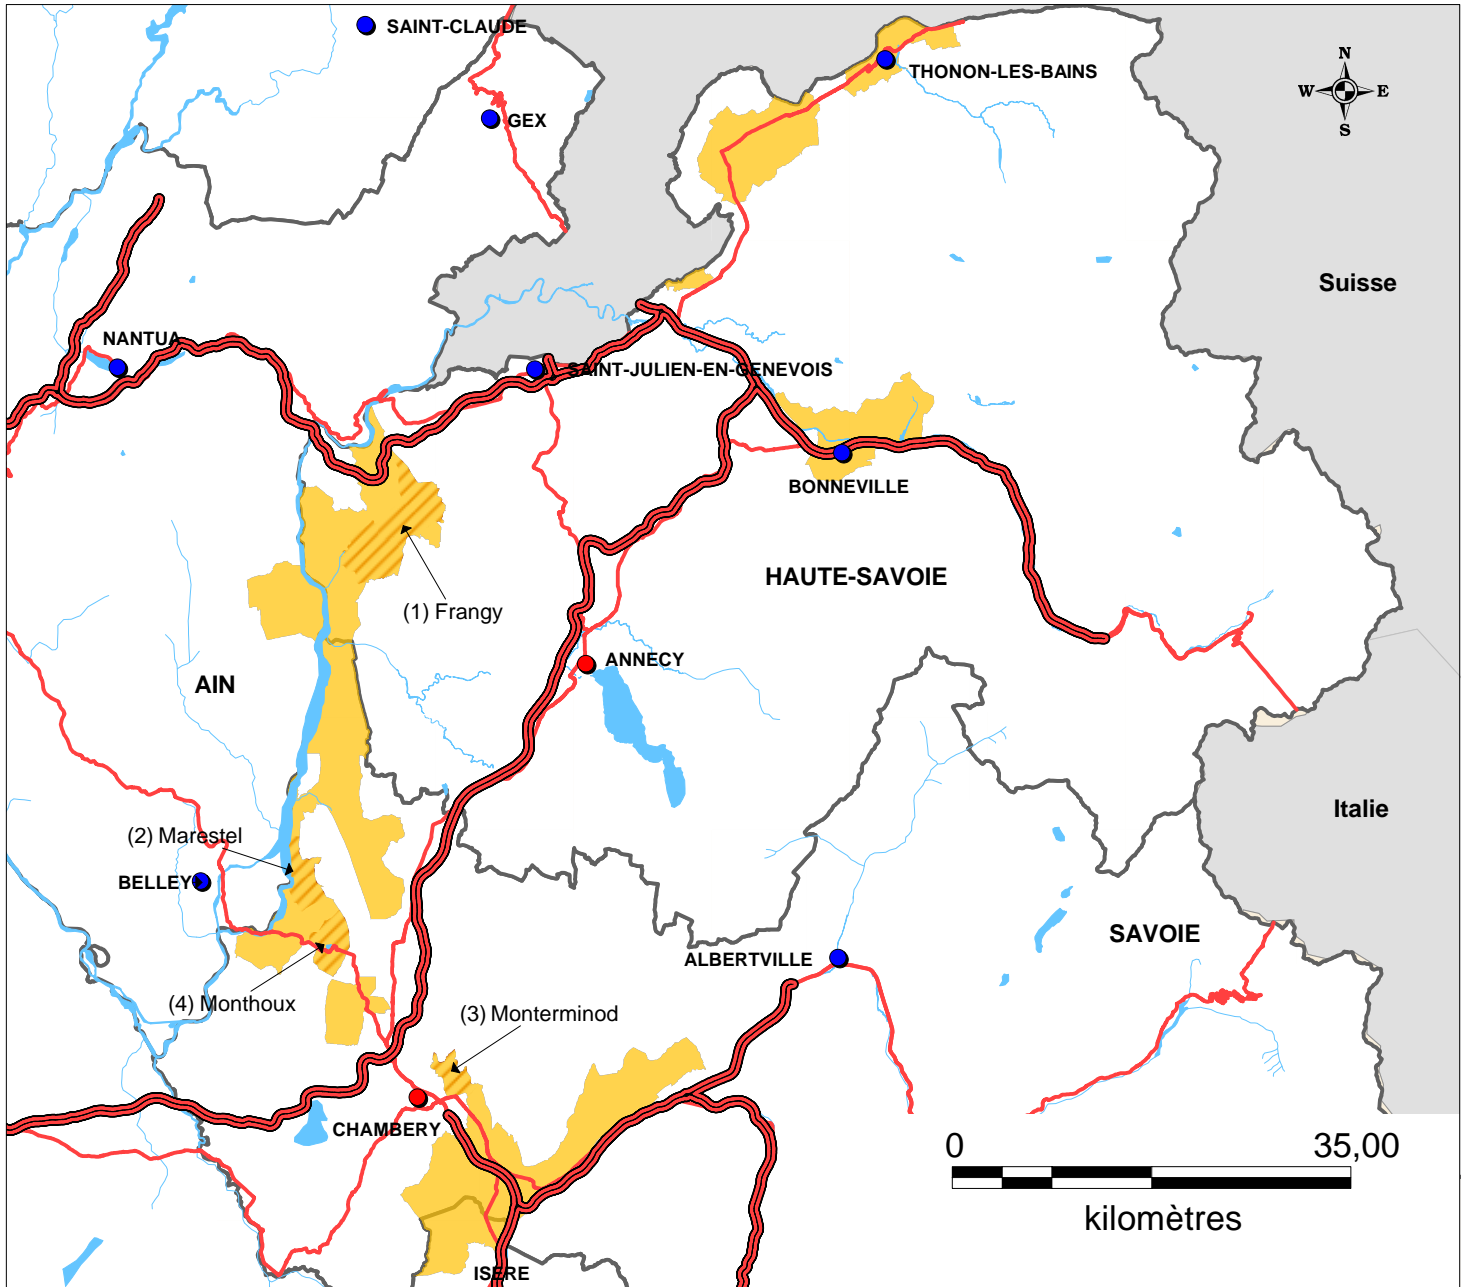 SAINT-CLAUDE
THONON-LES-BAINS
N
W E
S
GEX
Suisse
NANTUA
SAINT-JULIEN-EN-GENEVOIS
BONNEVILLE
HAUTE-SAVOIE
(1) Frangy
ANNECY
AIN
Italie
(2) Marestel
BELLEY
SAVOIE
ALBERTVILLE
(4) Monthoux
(3) Monterminod
CHAMBERY
0 35,00
kilomètres
ISERE